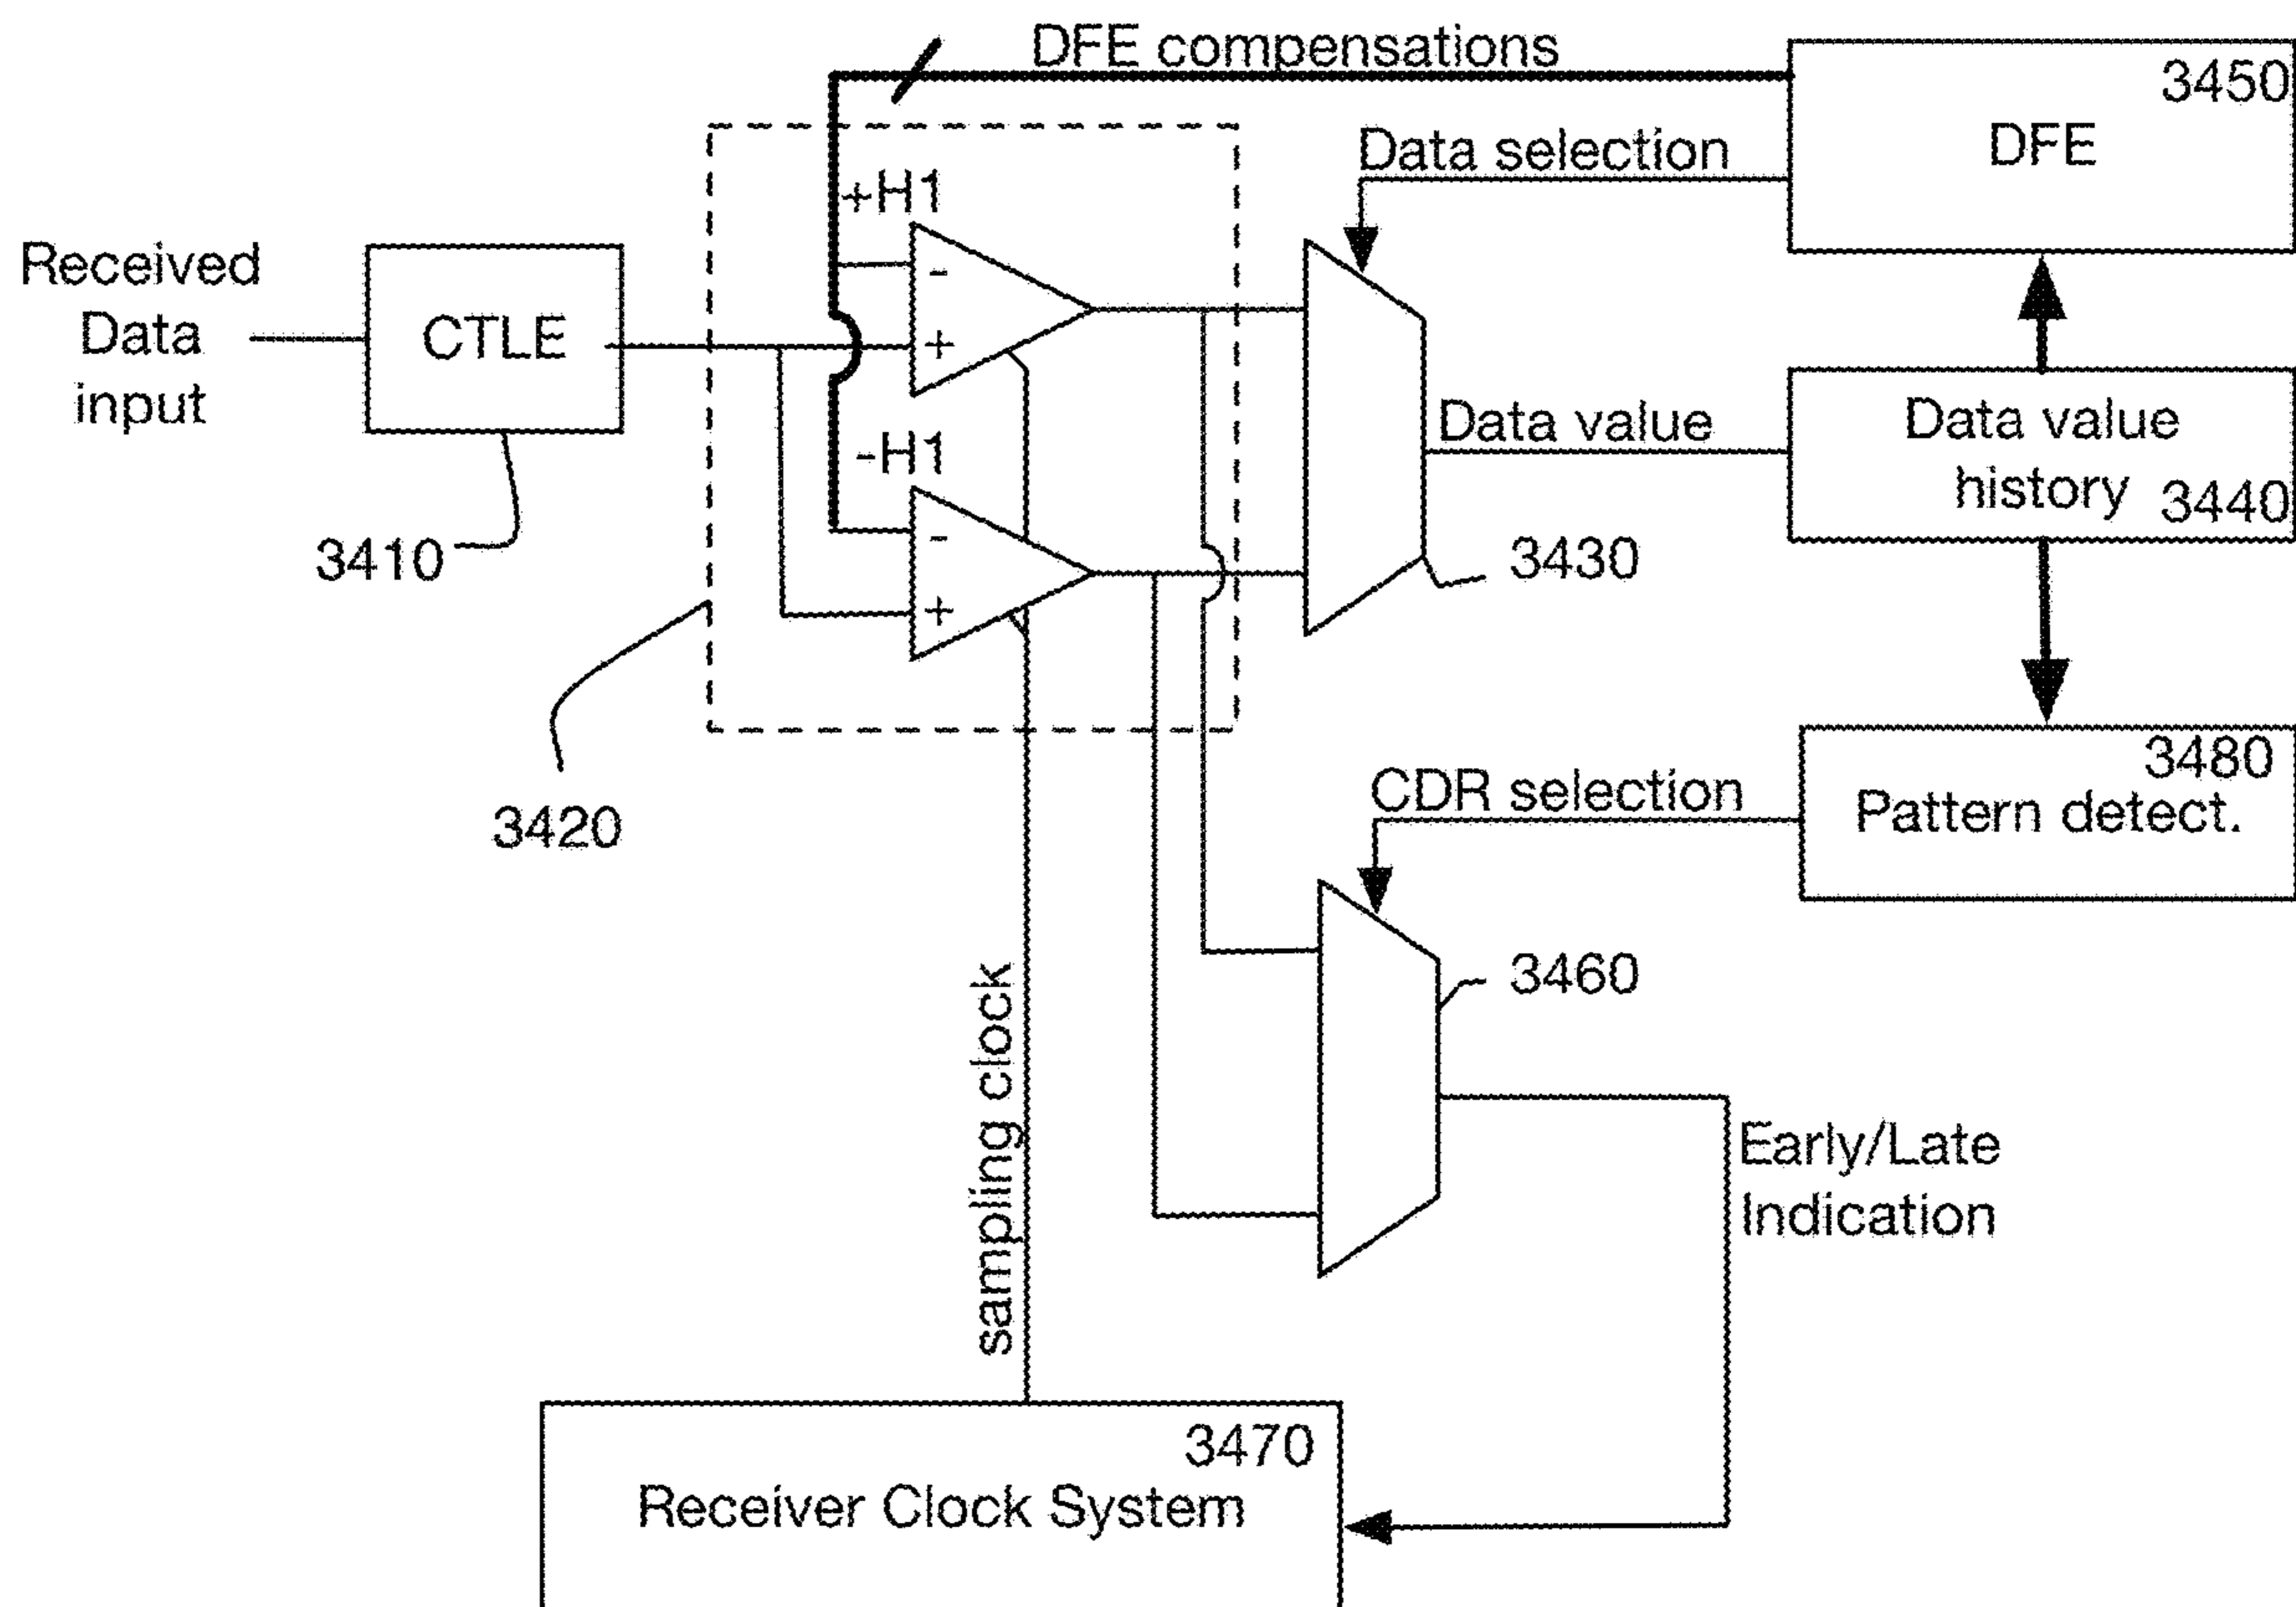 DFE compensations
3450
DFE
Data selection
+H1
-
+
Received
Data
input
CTLE
3410
-H1
-
+
Data value
Data value
history
3440
3430
3420
CDR selection
3480
Pattern detect.
3460
sampling clock
Early/Late
Indication
3470
Receiver Clock System